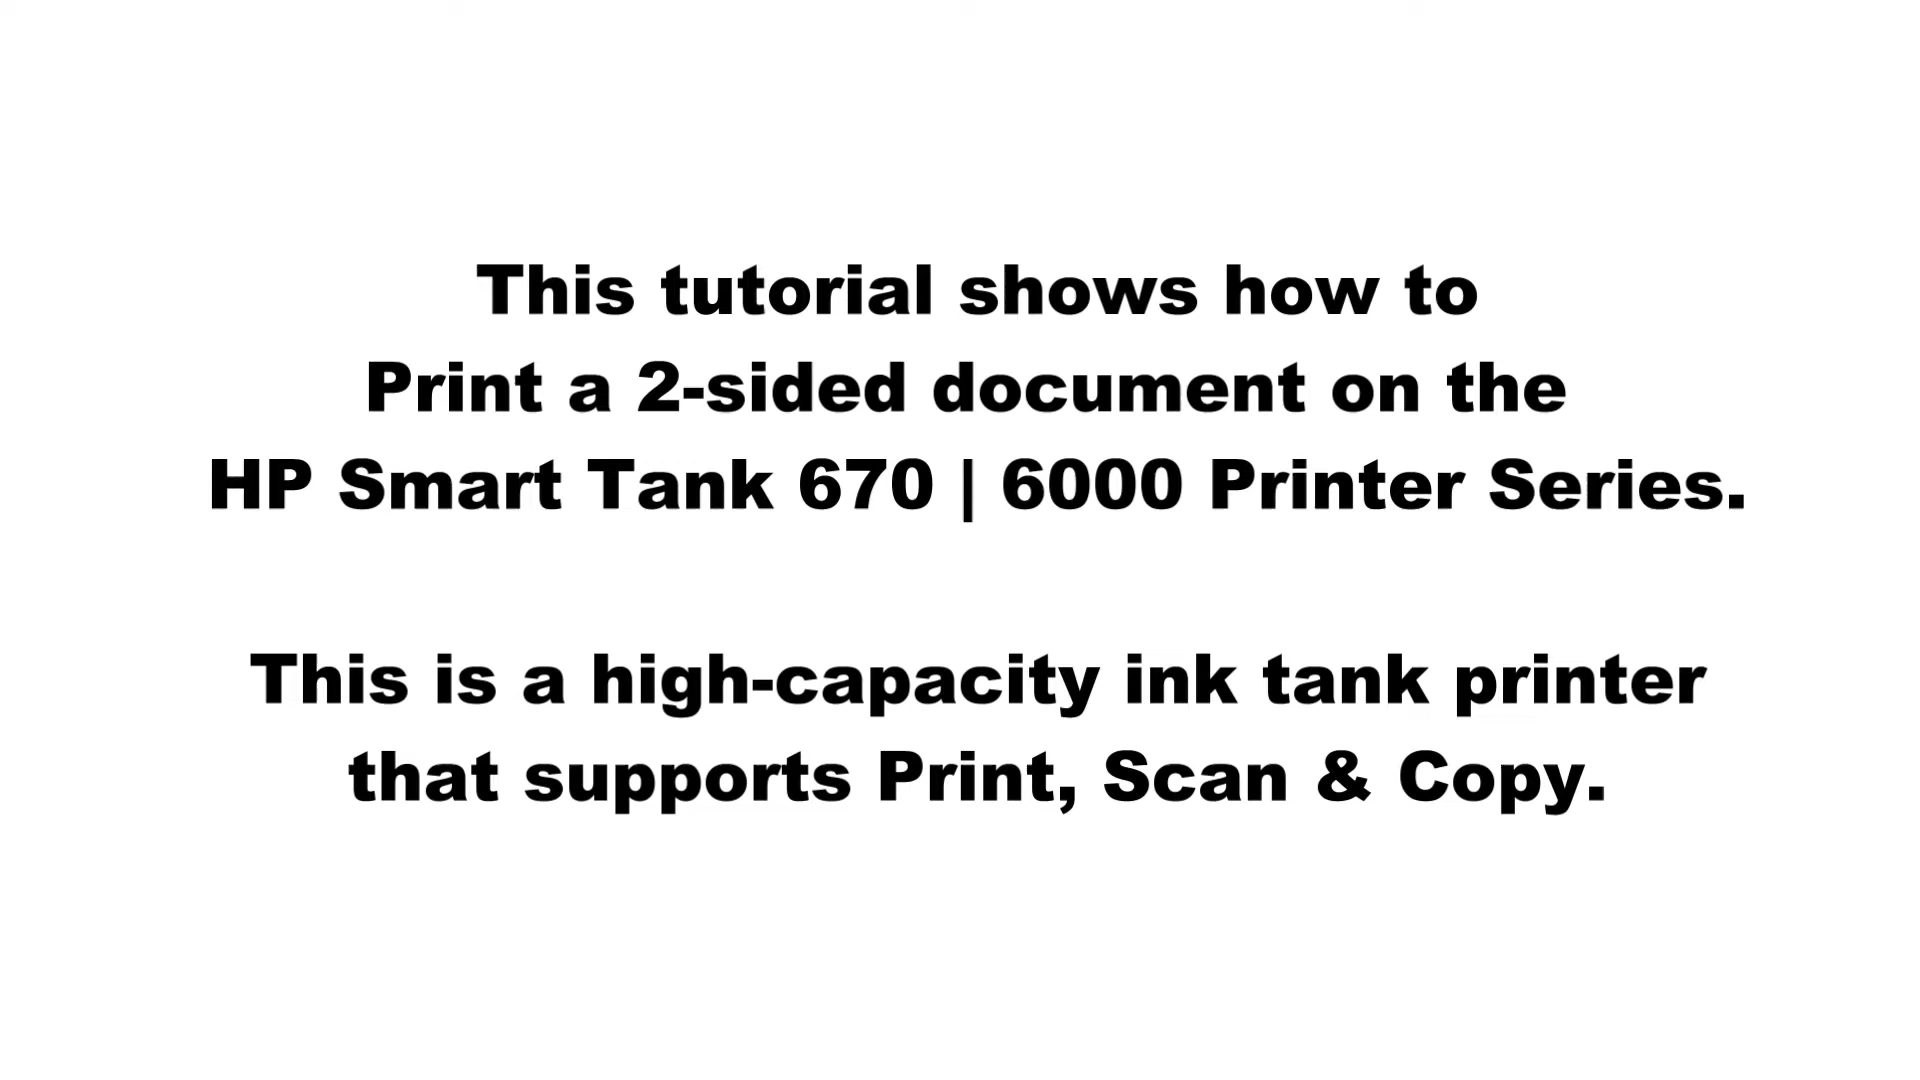 This tutorial shows how to
Print a 2-sided document on the
HP Smart Tank 670 | 6000 Printer Series.
This is a high-capacity ink tank printer
that supports Print, Scan & Copy.